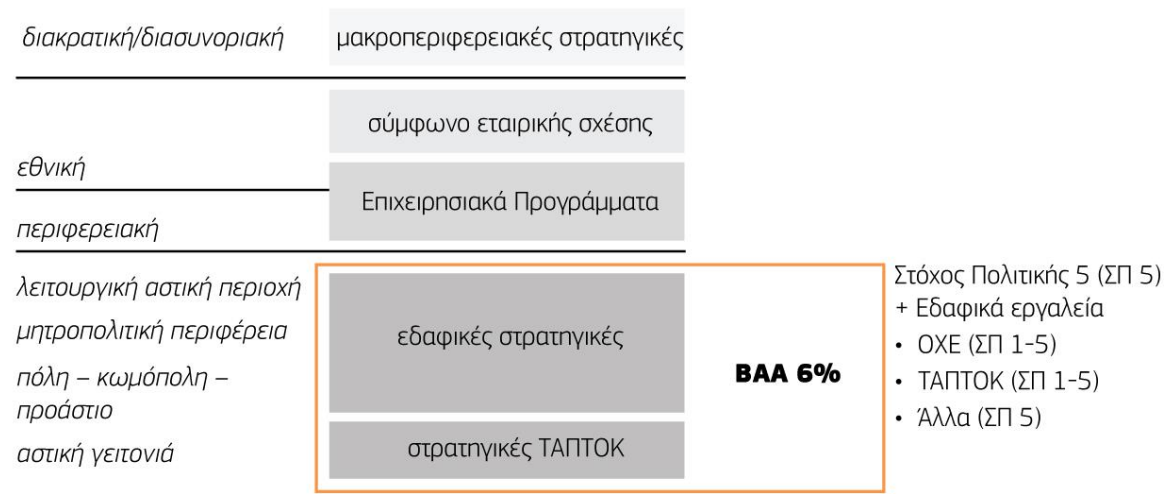 διακρατική/διασυνοριακή
μακροπεριφερειακές στρατηγικές
σύμφωνο εταιρικής σχέσης
εθνική
Επιχειρησιακά Προγράμματα
περιφερειακή
λειτουργική αστική περιοχή
μητροπολιτική περιφέρεια
πόλη – κωμόπολη –
προάστιο
αστική γειτονιά
εδαφικές στρατηγικές
στρατηγικές ΤΑΠΤΟΚ
ΒΑΑ 6%
Στόχος Πολιτικής 5 (ΣΠ 5)
+ Εδαφικά εργαλεία
• ΟΧΕ (ΣΠ 1-5)
• ΤΑΠΤΟΚ (ΣΠ 1-5)
• Άλλα (ΣΠ 5)